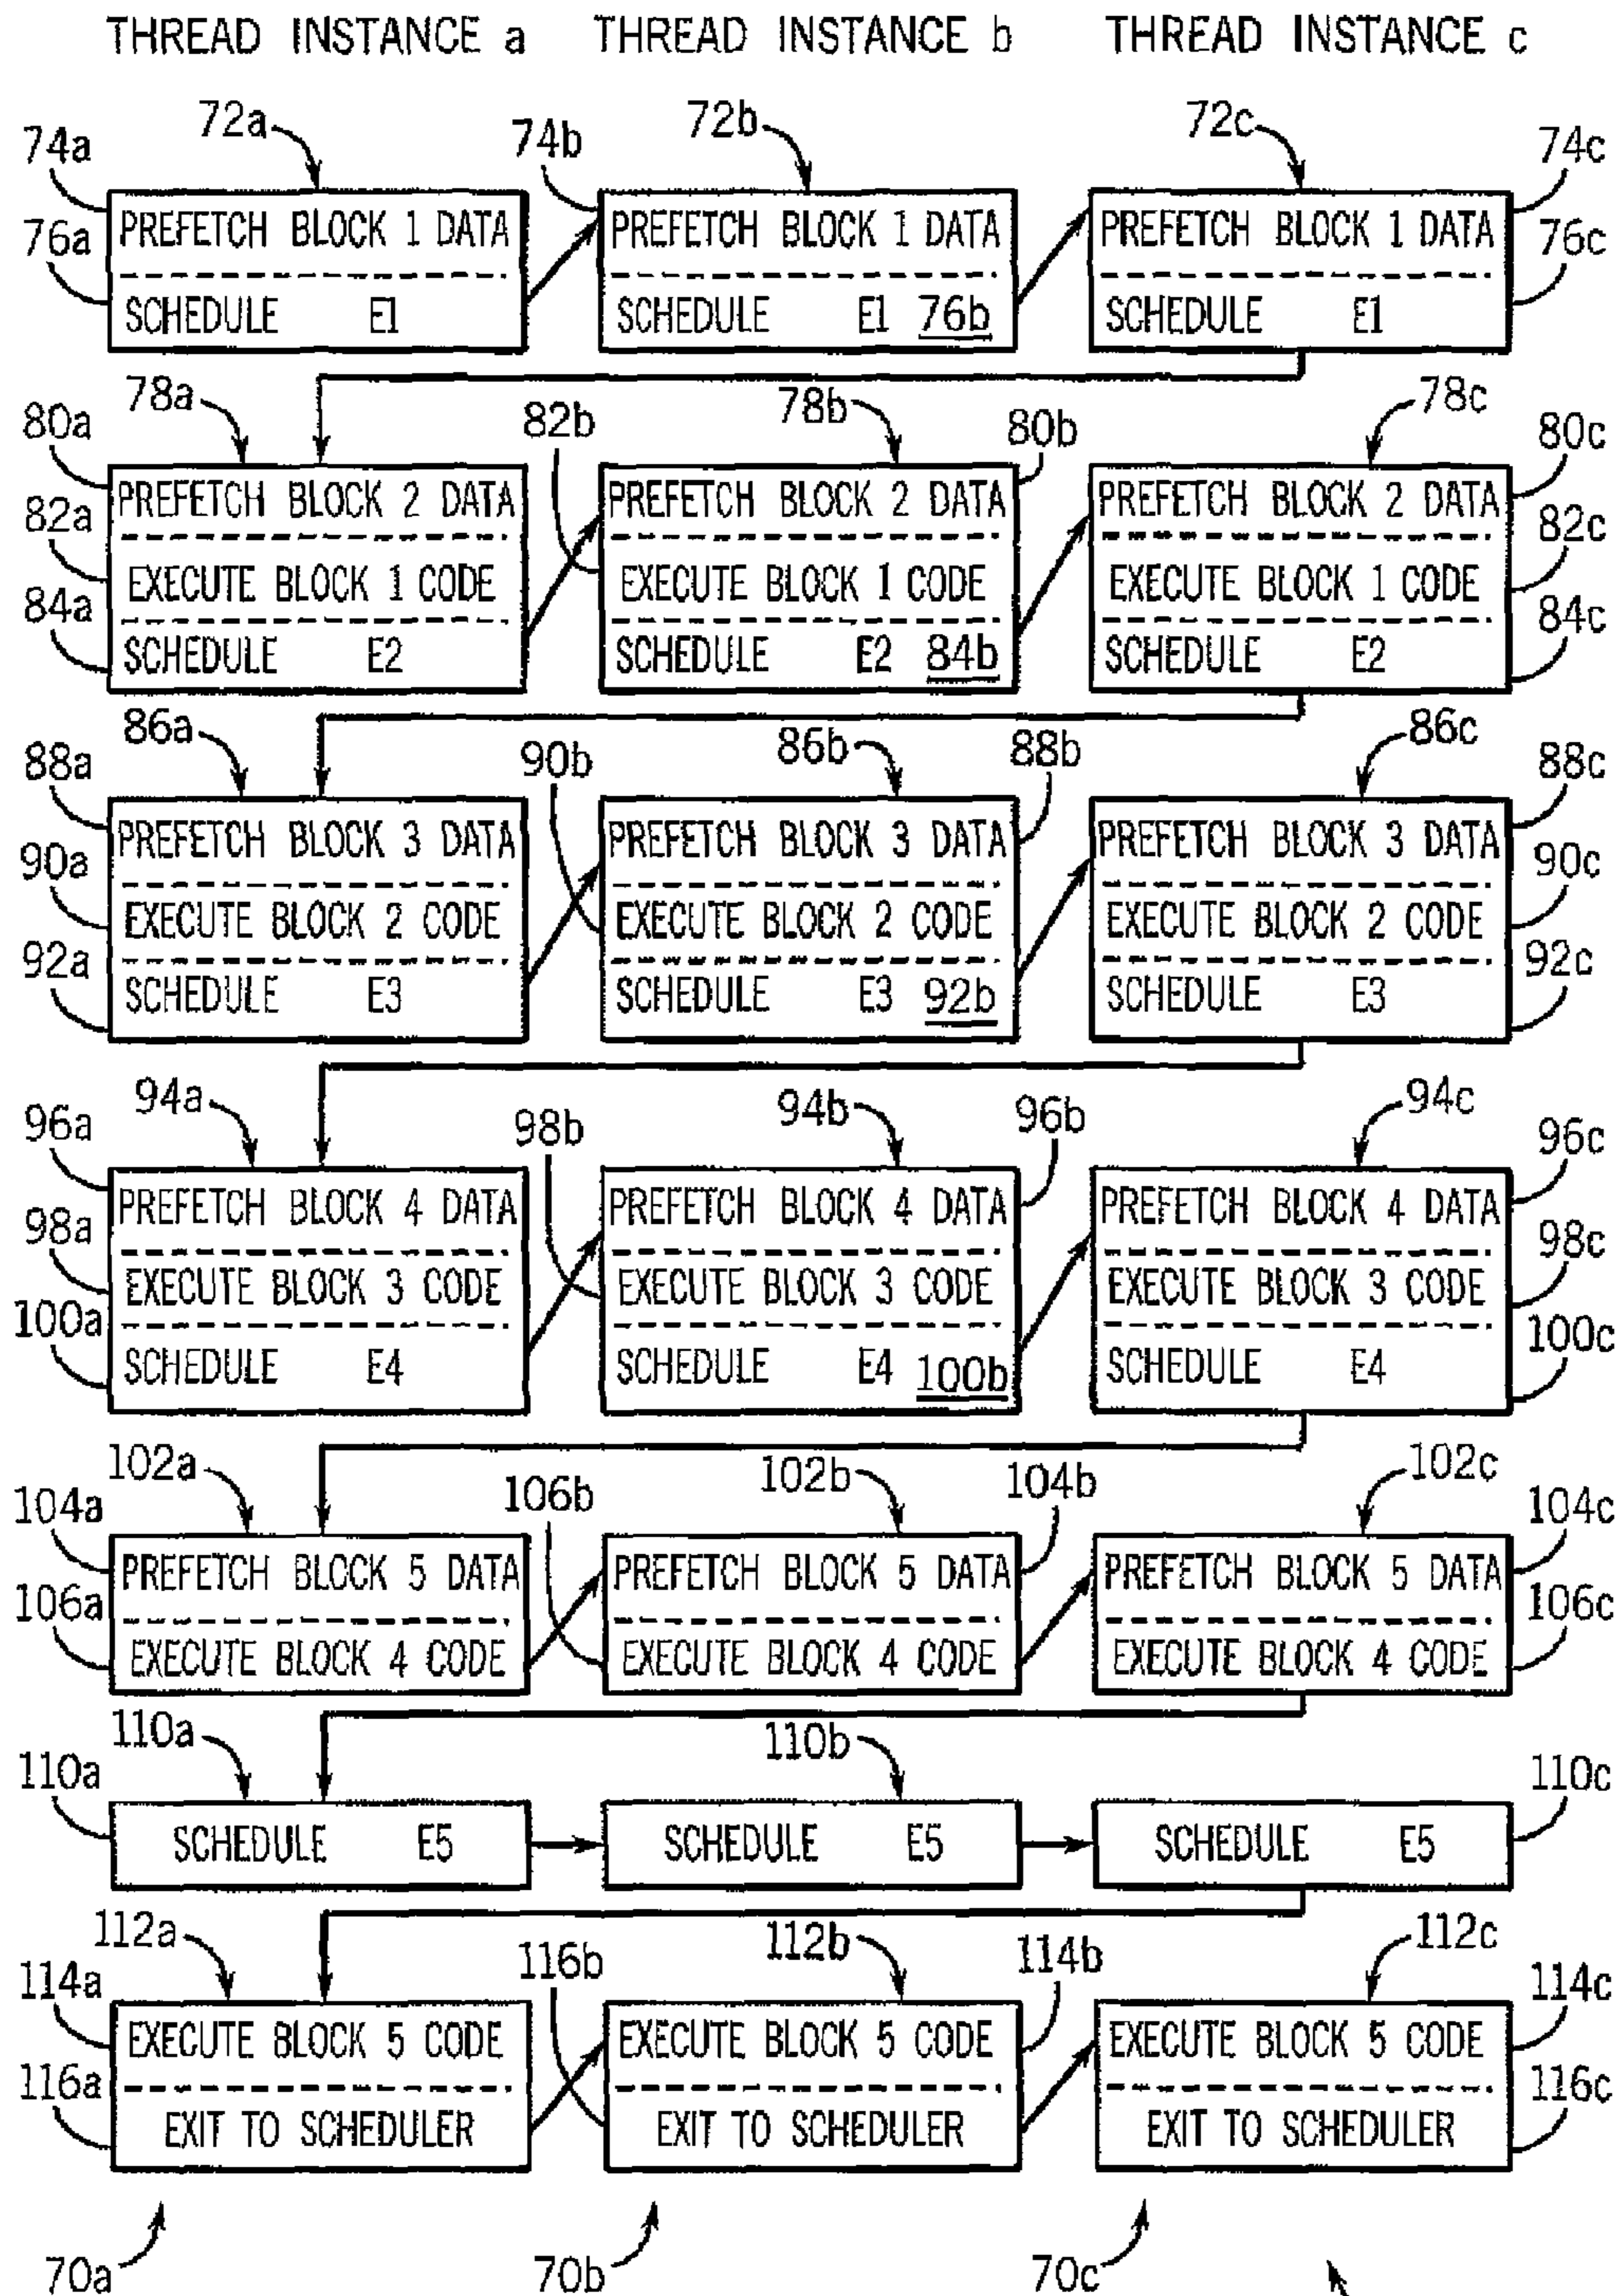 THREAD INSTANCE a THREAD INSTANCE b THREAD INSTANCE c
72a 74b 72b 72c
74a 74c
PREFETCH BLOCK 1 DATA PREFETCH BLOCK 1 DATA PREFETCH BLOCK 1 DATA
76a 76c
SCHEDULE E1 SCHEDULE E1 76b SCHEDULE E1
78a 82b 78b 80b 78c
80a 80c
PREFETCH BLOCK 2 DATA PREFETCH BLOCK 2 DATA PREFETCH BLOCK 2 DATA
82a 82c
EXECUTE BLOCK 1 CODE EXECUTE BLOCK 1 CODE EXECUTE BLOCK 1 CODE
84a 84c
SCHEDULE E2 SCHEDULE E2 84b SCHEDULE E2
86a 90b 86b 88b 86c
88a 88c
PREFETCH BLOCK 3 DATA PREFETCH BLOCK 3 DATA PREFETCH BLOCK 3 DATA
90a 90c
EXECUTE BLOCK 2 CODE EXECUTE BLOCK 2 CODE EXECUTE BLOCK 2 CODE
92a 92c
SCHEDULE E3 SCHEDULE E3 92b SCHEDULE E3
94a 98b 94b 96b 94c
96a 96c
PREFETCH BLOCK 4 DATA PREFETCH BLOCK 4 DATA PREFETCH BLOCK 4 DATA
98a 98c
EXECUTE BLOCK 3 CODE EXECUTE BLOCK 3 CODE EXECUTE BLOCK 3 CODE
100a 100c
SCHEDULE E4 SCHEDULE E4 100b SCHEDULE E4
102a 106b 102b 104b 102c
104a 104c
PREFETCH BLOCK 5 DATA PREFETCH BLOCK 5 DATA PREFETCH BLOCK 5 DATA
106a 106c
EXECUTE BLOCK 4 CODE EXECUTE BLOCK 4 CODE EXECUTE BLOCK 4 CODE
110a 110b
110a 110c
SCHEDULE E5 SCHEDULE E5 SCHEDULE E5
112a 116b 112b 114b 112c
114a 114c
EXECUTE BLOCK 5 CODE EXECUTE BLOCK 5 CODE EXECUTE BLOCK 5 CODE
116a 116c
EXIT TO SCHEDULER EXIT TO SCHEDULER EXIT TO SCHEDULER
70a 70b 70c